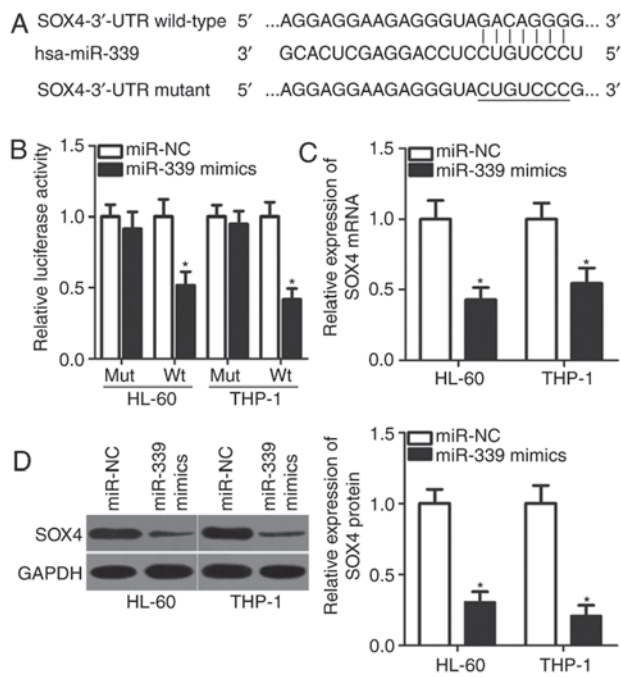 A
SOX4-3′-UTR wild-type 5′ ...AGGAGGAAGAGGGUAGACAGGGG... 3′
hsa-miR-339 3′ GCACUCGAGGACCUCCUGUCCCU 5′
SOX4-3′-UTR mutant 5′ ...AGGAGGAAGAGGGUACUGUCCCG... 3′
B
Relative luciferase activity
miR-NC
miR-339 mimics
1.5
1.0
0.5
0.0
* *
Mut Wt Mut Wt
HL-60 THP-1
C
Relative expression of
SOX4 mRNA
miR-NC
miR-339 mimics
1.5
1.0
0.5
0.0
* *
HL-60 THP-1
D
miR-NC
miR-339
mimics
miR-NC
miR-339
mimics
SOX4
GAPDH
HL-60 THP-1
Relative expression of
SOX4 protein
miR-NC
miR-339 mimics
1.5
1.0
0.5
0.0
* *
HL-60 THP-1